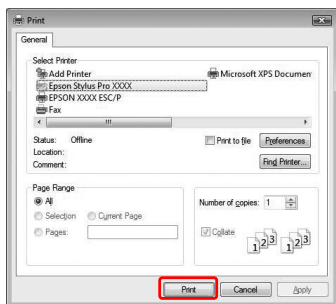 Print
General
Select Printer
Add Printer
Microsoft XPS Documen
Epson Stylus Pro XXXX
EPSON XXXX ESC/P
Fax
Status: Offline
Print to file
Preferences
Location:
Comment:
Find Printer...
Page Range
All
Number of copies: 1
Selection
Current Page
Pages:
Collate
1 2 3 1 2 3
Print
Cancel
Apply